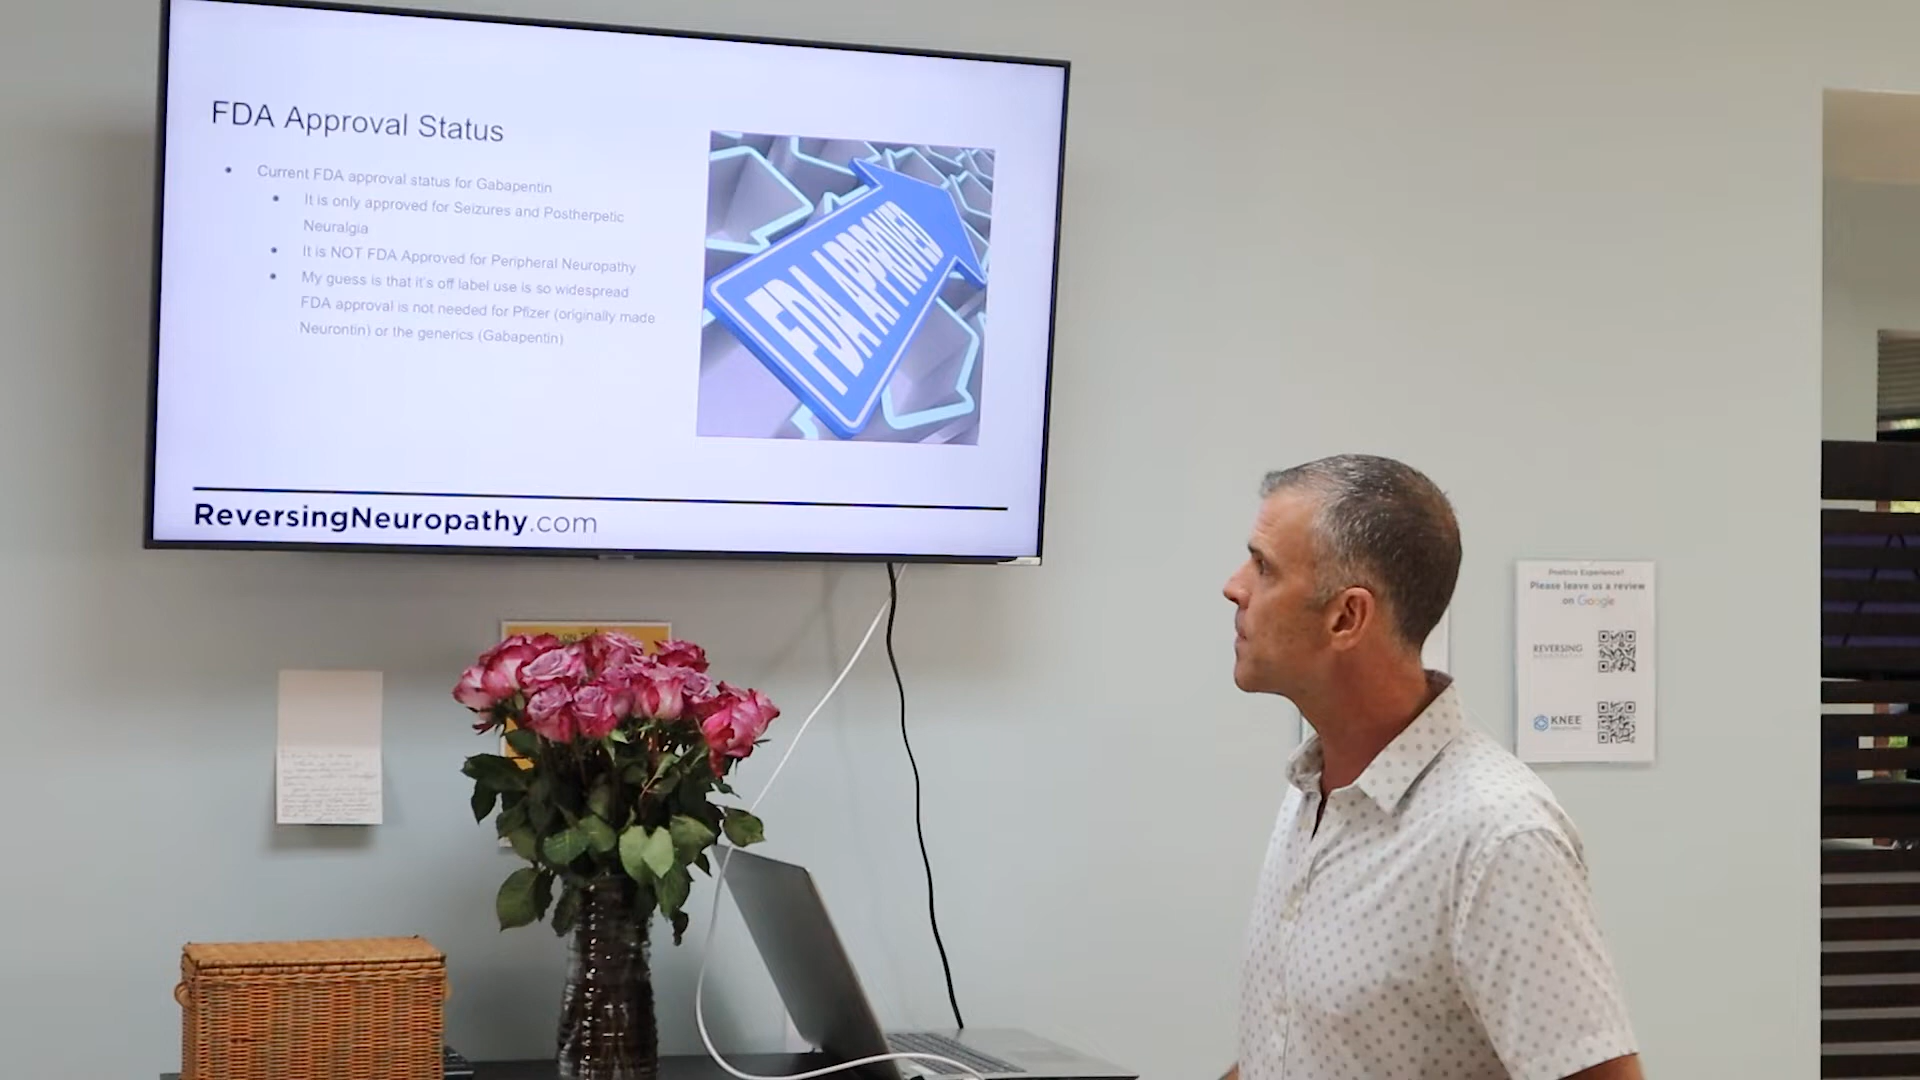 FDA Approval Status
• Current FDA approval status for Gabapentin
• It is only approved for Seizures and Postherpetic
Neuralgia
• It is NOT FDA Approved for Peripheral Neuropathy
• My guess is that it's off label use is so widespread
FDA approval is not needed for Pfizer (originally made
Neurontin) or the generics (Gabapentin)
FDA APPROVED
ReversingNeuropathy.com
Positive Experience?
Please leave us a review
on Google
REVERSING
NEUROPATHY
KNEE